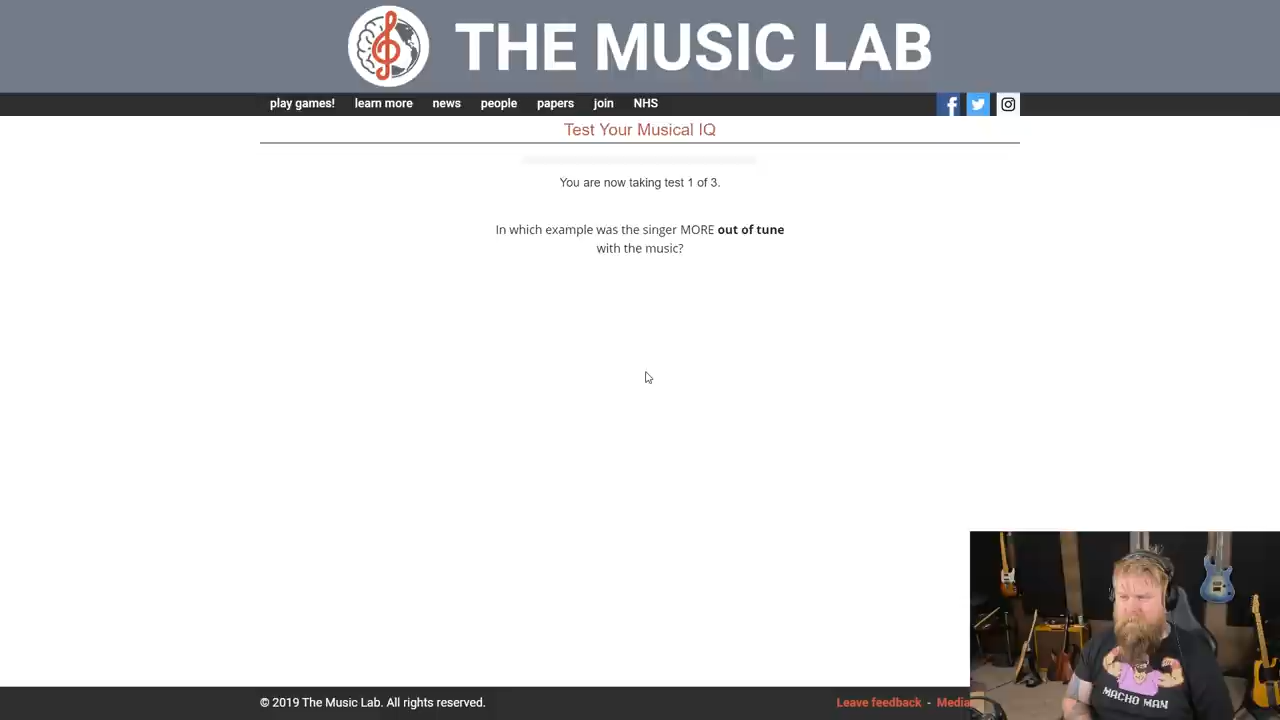 THE MUSIC LAB
play games! learn more news people papers join NHS
Test Your Musical IQ
You are now taking test 1 of 3.
In which example was the singer MORE out of tune
with the music?
© 2019 The Music Lab. All rights reserved.
Leave feedback - Media
MACHO MAN